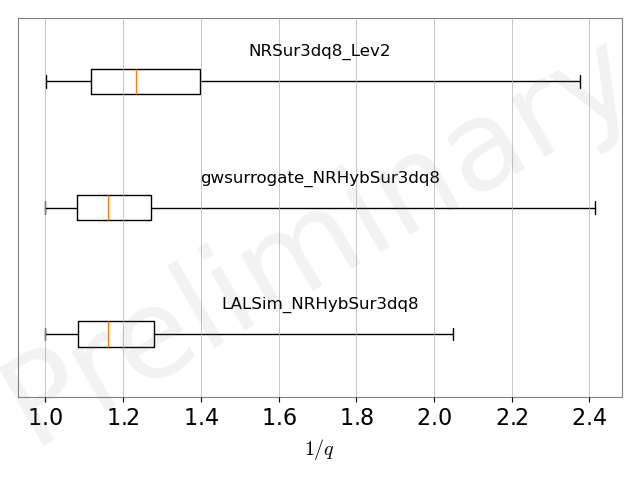 NRSur3dq8_Lev2
gwsurrogate_NRHybSur3dq8
LALSim_NRHybSur3dq8
Preliminary
1.0 1.2 1.4 1.6 1.8 2.0 2.2 2.4
1/q